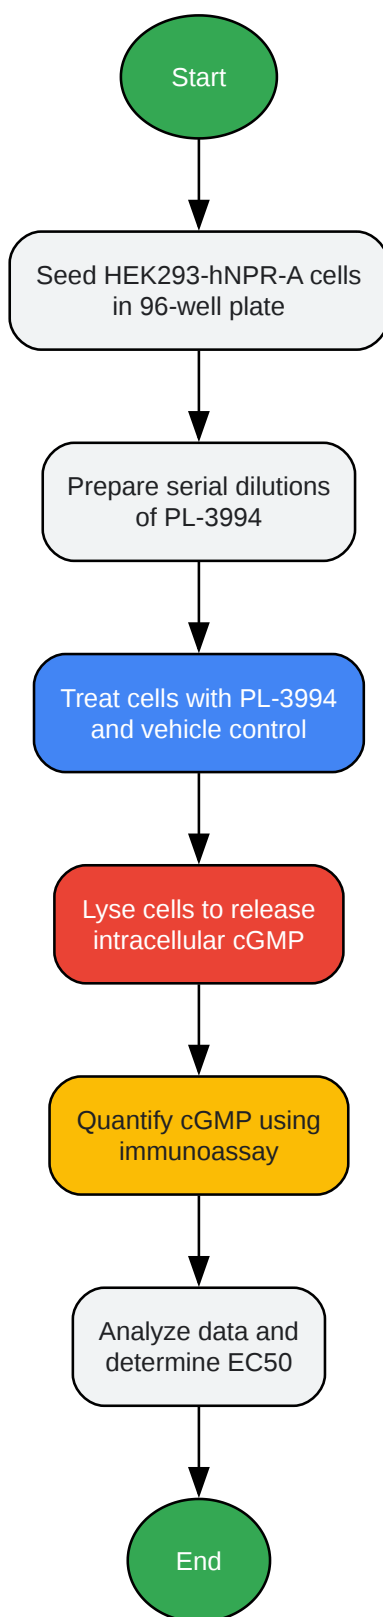 Start
Seed HEK293-hNPR-A cells
in 96-well plate
Prepare serial dilutions
of PL-3994
Treat cells with PL-3994
and vehicle control
Lyse cells to release
intracellular cGMP
Quantify cGMP using
immunoassay
Analyze data and
determine EC50
End